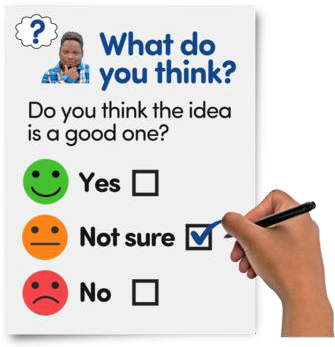 ?
What do
you think?
Do you think the idea
is a good one?
Yes
Not sure
No